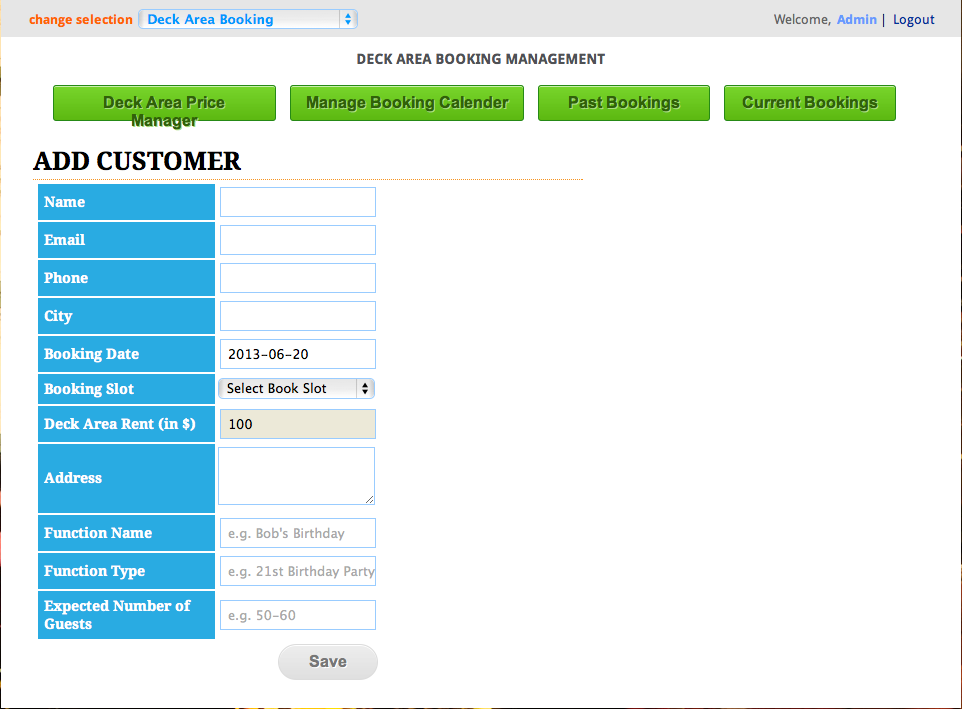 change selection Deck Area Booking Welcome, Admin | Logout
DECK AREA BOOKING MANAGEMENT
Deck Area Price Manager Manage Booking Calender Past Bookings Current Bookings
ADD CUSTOMER
Name
Email
Phone
City
Booking Date 2013-06-20
Booking Slot Select Book Slot
Deck Area Rent (in $) 100
Address
Function Name e.g. Bob's Birthday
Function Type e.g. 21st Birthday Party
Expected Number of
Guests e.g. 50-60
Save